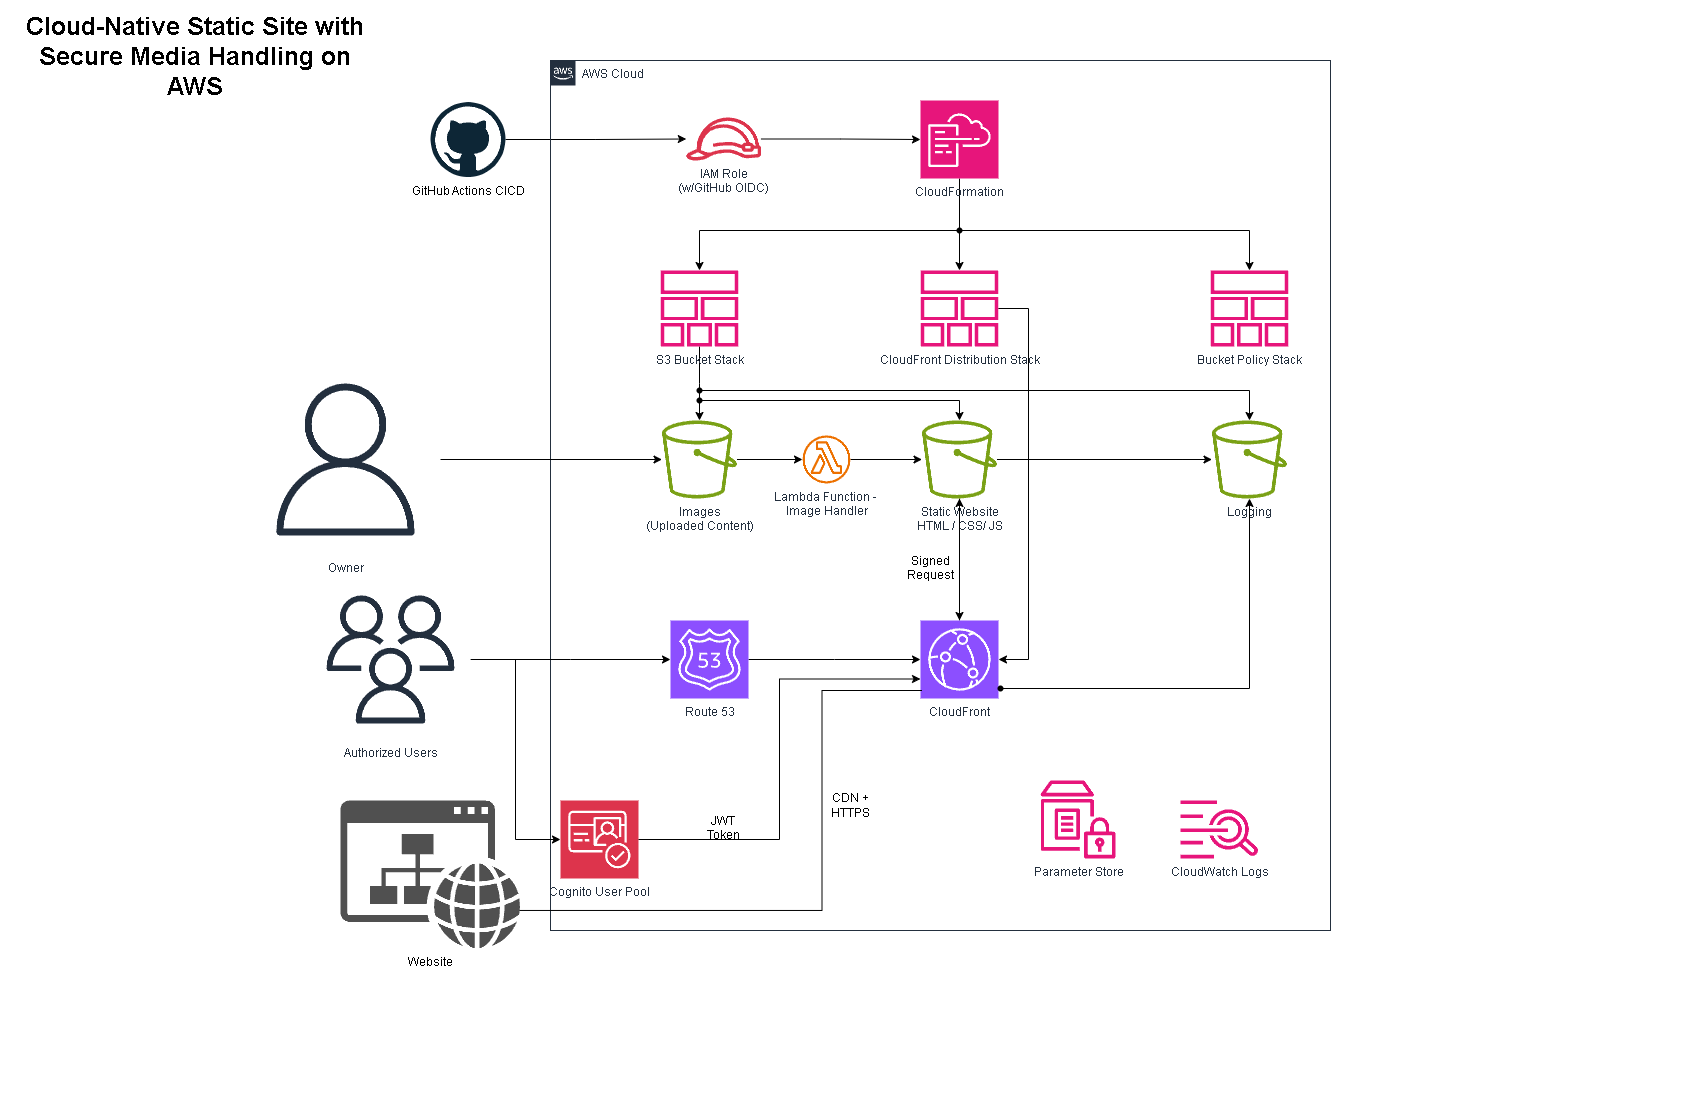 Cloud-Native Static Site with
Secure Media Handling on
AWS
aws
AWS Cloud
GitHub Actions CICD
IAM Role
(w/GitHub OIDC)
CloudFormation
S3 Bucket Stack
CloudFront Distribution Stack
Bucket Policy Stack
Owner
Images
(Uploaded Content)
Lambda Function -
Image Handler
Static Website
HTML / CSS/ JS
Logging
Signed
Request
Authorized Users
53
Route 53
CloudFront
CDN +
HTTPS
JWT
Token
Cognito User Pool
Parameter Store
CloudWatch Logs
Website